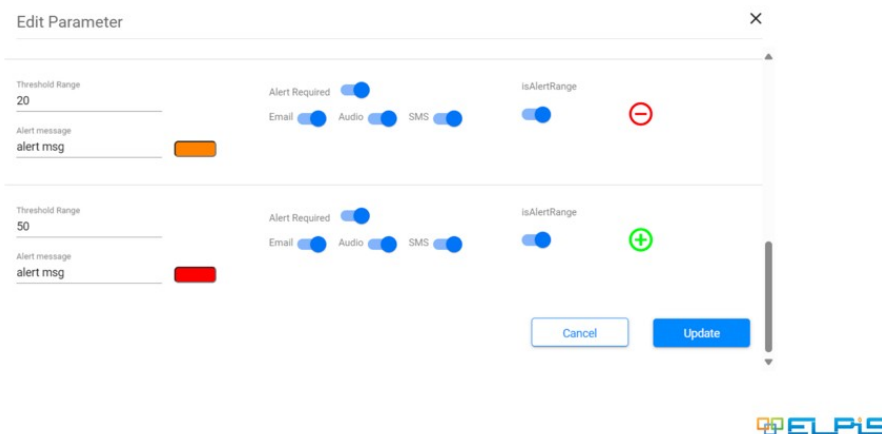 Edit Parameter
Threshold Range
20
Alert message
alert msg
Alert Required
Email Audio SMS
isAlertRange
Threshold Range
50
Alert message
alert msg
Alert Required
Email Audio SMS
isAlertRange
Cancel Update
ELPiS